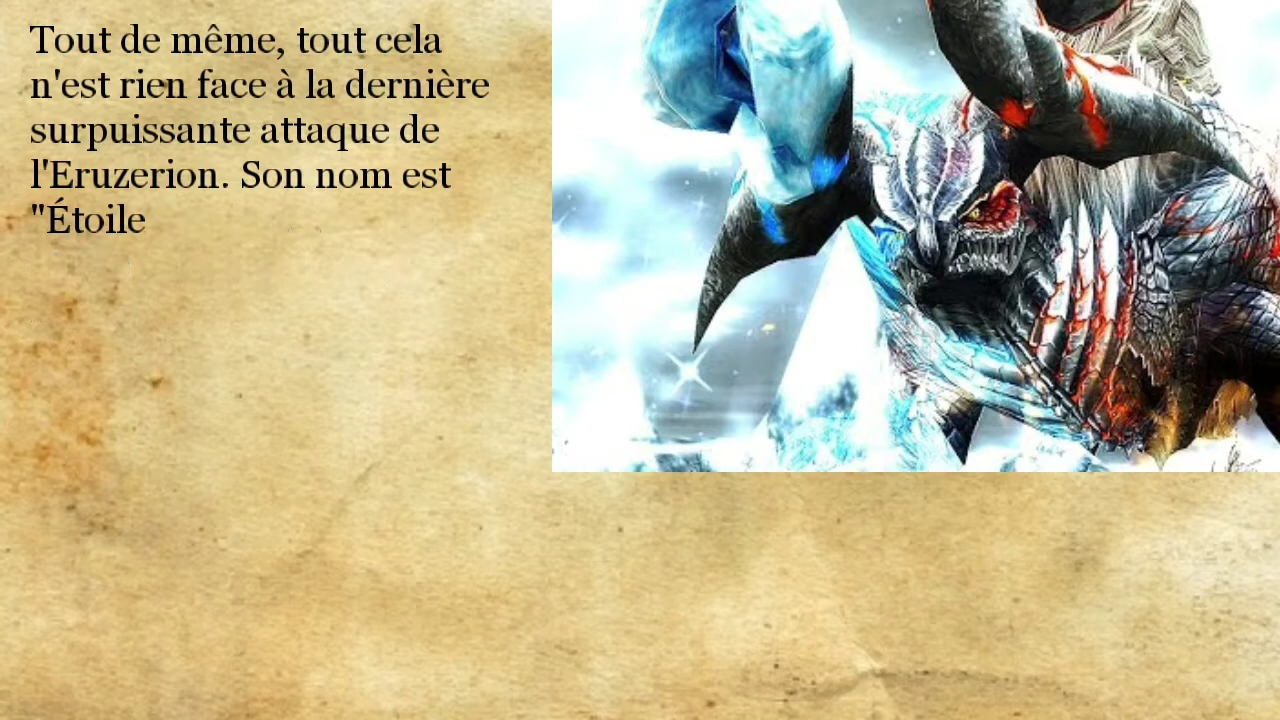 Tout de même, tout cela
n'est rien face à la dernière
surpuissante attaque de
l'Eruzerion. Son nom est
"Étoile